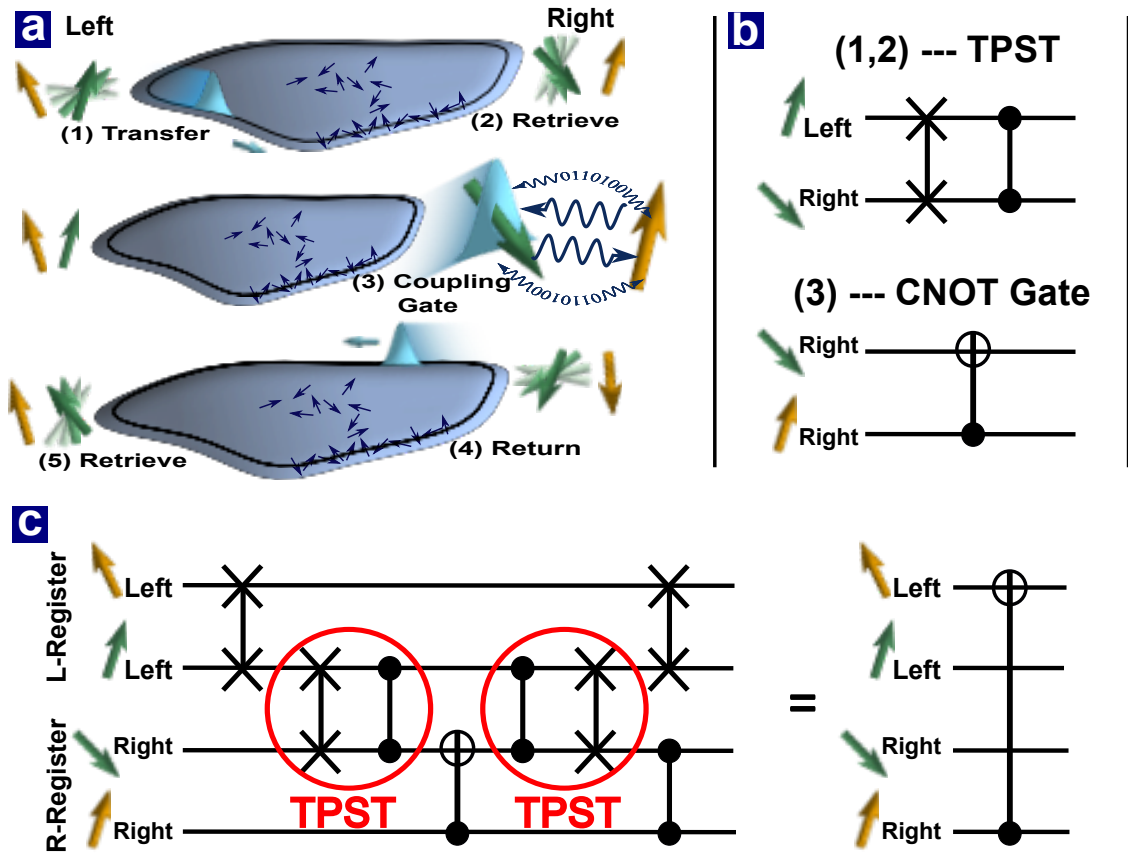 a
Left
Right
(1) Transfer
(2) Retrieve
0110100
(3) Coupling
Gate
0110100
(5) Retrieve
(4) Return
b
(1,2) --- TPST
Left
Right
(3) --- CNOT Gate
Right
Right
c
L-Register
R-Register
Left
Left
Right
Right
TPST
TPST
=
Left
Left
Right
Right